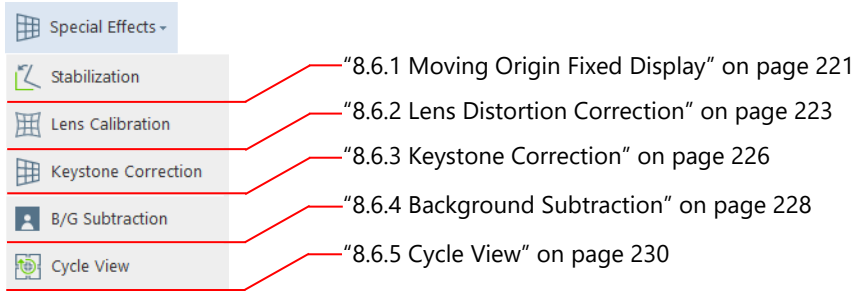 Special Effects
Stabilization
“8.6.1 Moving Origin Fixed Display” on page 221
Lens Calibration
“8.6.2 Lens Distortion Correction” on page 223
Keystone Correction
“8.6.3 Keystone Correction” on page 226
B/G Subtraction
“8.6.4 Background Subtraction” on page 228
Cycle View
“8.6.5 Cycle View” on page 230